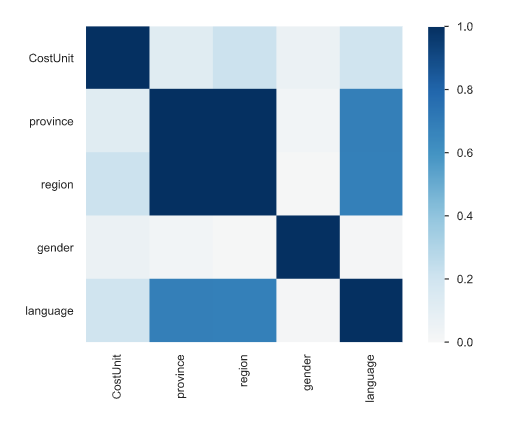 CostUnit
province
region
gender
language
CostUnit
province
region
gender
language
1.0
0.8
0.6
0.4
0.2
0.0